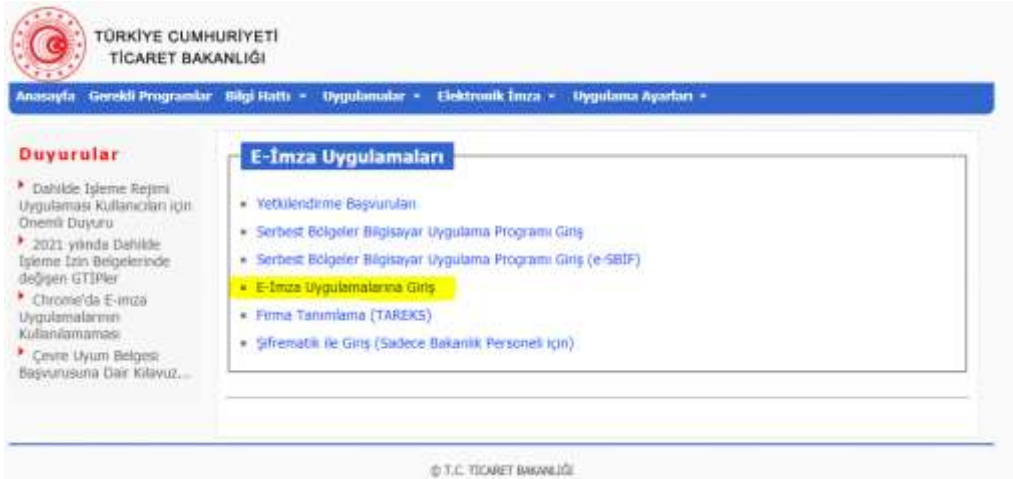 TÜRKİYE CUMHURİYETİ
TİCARET BAKANLIĞI
Anasayfa Gerekli Programlar Bilgi Hattı Uygulamalar Elektronik İmza Uygulama Ayarları
Duyurular
Dahilde İşleme Rejimi
Uygulaması Kullanıcıları için
Önemli Duyuru
2021 yılında Dahilde
İşleme İzin Belgelerinde
değişen GTİPler
Chrome'da E-imza
Uygulamalarının
Kullanılamaması
Çevre Uyum Belgesi
Başvurusuna Dair Kılavuz...
E-İmza Uygulamaları
Yetkilendirme Başvuruları
Serbest Bölgeler Bilgisayar Uygulama Programı Giriş
Serbest Bölgeler Bilgisayar Uygulama Programı Giriş (e-SBİF)
E-İmza Uygulamalarına Giriş
Firma Tanımlama (TAREKS)
Şifrematik ile Giriş (Sadece Bakanlık Personeli için)
© T.C. TİCARET BAKANLIĞI